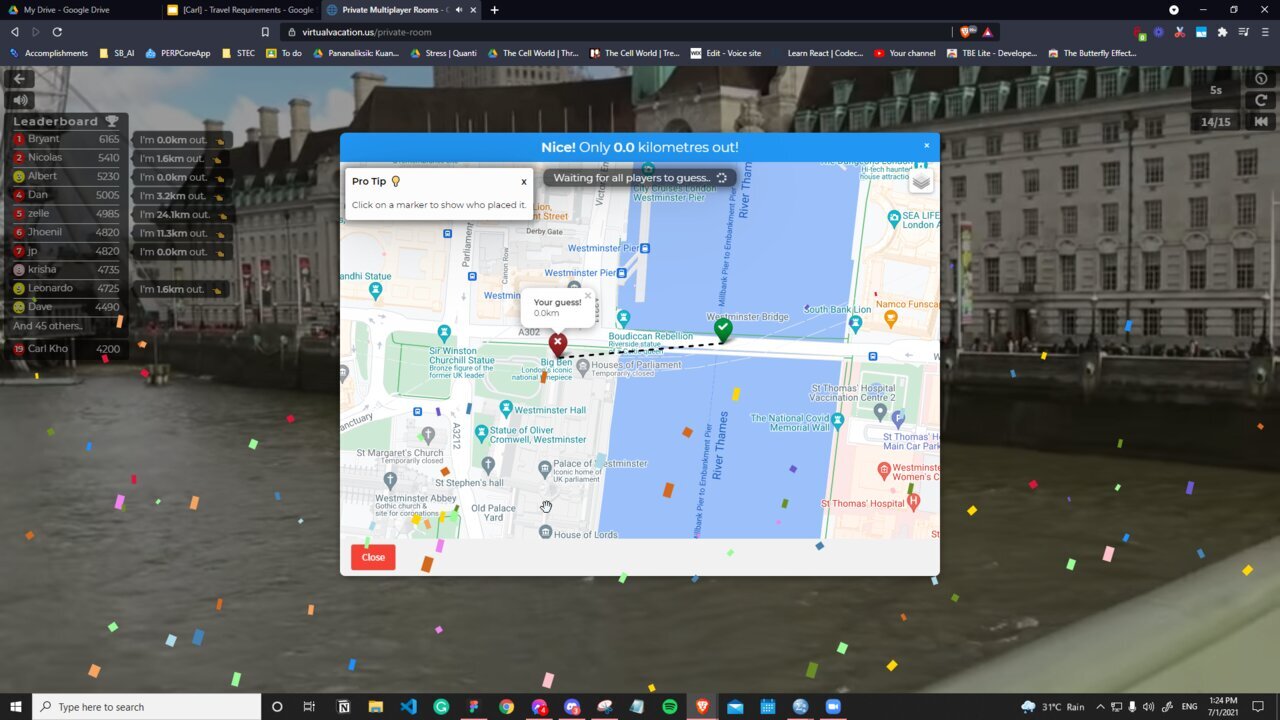 My Drive - Google Drive
[Carl] - Travel Requirements - Google
Private Multiplayer Rooms - 
virtualvacation.us/private-room
Accomplishments
SB_AI
PERPCoreApp
STEC
To do
Pananaliksik: Kuan...
Stress | Quanti
The Cell World | Thr...
The Cell World | Tre...
Edit - Voice site
Learn React | Codec...
Your channel
TBE Lite - Develope...
The Butterfly Effect...
Leaderboard
1 Bryant 6165 I'm 0.0km out.
2 Nicolas 5410 I'm 1.6km out.
Albert 5230 I'm 0.0km out.
4 Dan 5005 I'm 3.2km out.
5 zelle 4985 I'm 24.1km out.
6 Jhoenil 4820 I'm 11.3km out.
7 jp 4820 I'm 0.0km out.
krisha 4735
Leonardo 4725 I'm 1.6km out.
Dave 4490
And 45 others..
19 Carl Kho 4200
5s
14/15
Nice! Only 0.0 kilometres out!
×
Waiting for all players to guess..
Pro Tip
x
Click on a marker to show who placed it.
City Cruises London
Westminster Pier
Derby Gate
Canon Row
Parliament
Westminster Pier
Westminster Pier
Millbank Pier to Embankment Pier
River Thames
Hi-tech haunted
house attraction
SEA LIFE
Namco Funsca
South Bank Lion
Westminster Bridge
andhi Statue
Your guess!
0.0km
A302
Boudiccan Rebellion
Riverside statue
Sir Winston
Churchill Statue
Bronze figure of the
former UK leader
Big Ben
London's iconic
national timepiece
Houses of Parliament
Temporarily closed
Westminster Hall
Statue of Oliver
Cromwell, Westminster
A3212
St Margaret's Church
Temporarily closed
St Stephen's hall
Palace of Westminster
Iconic home of
UK parliament
Westminster Abbey
Gothic church &
site for coronations
Old Palace
Yard
House of Lords
River Thames
St Thomas' Hospital
Vaccination Centre 2
The National Covid
Memorial Wall
St Thomas' H
Main Car Park
Westminste
Women's C
St Thomas' Hospital
Close
Type here to search
31°C Rain
ENG
1:24 PM
7/1/2021